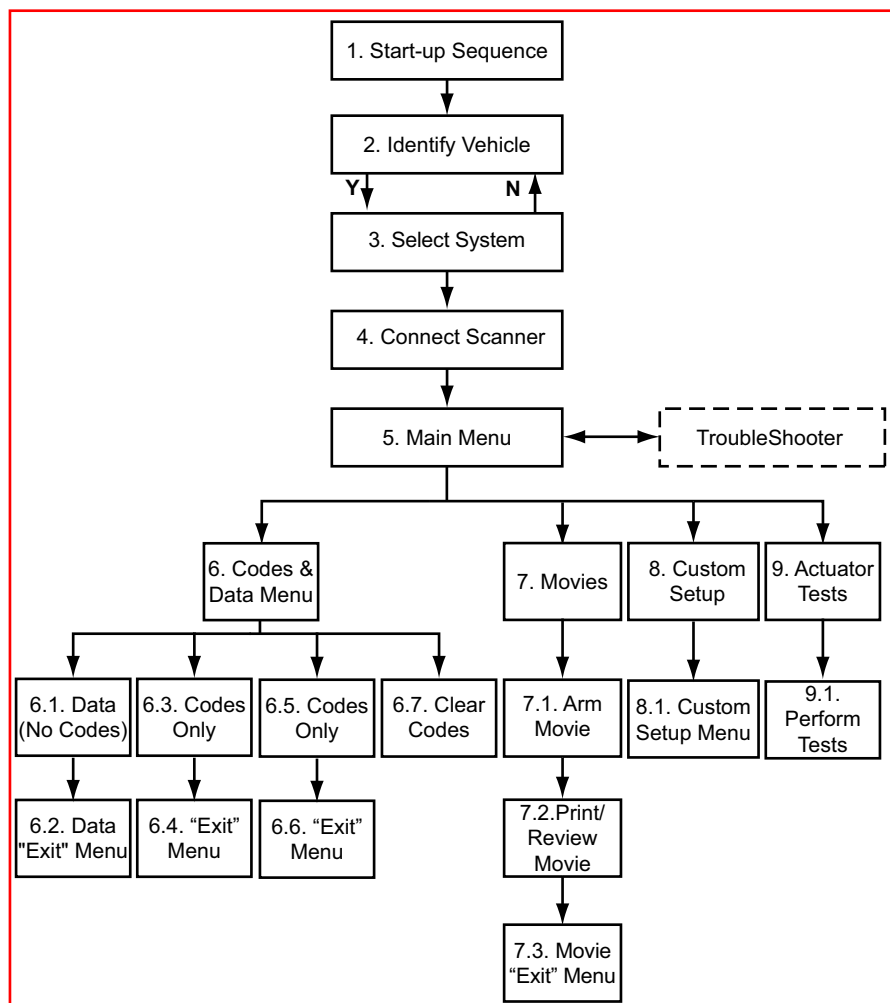 1. Start-up Sequence
2. Identify Vehicle
Y
N
3. Select System
4. Connect Scanner
5. Main Menu
TroubleShooter
6. Codes &
Data Menu
7. Movies
8. Custom
Setup
9. Actuator
Tests
6.1. Data
(No Codes)
6.3. Codes
Only
6.5. Codes
Only
6.7. Clear
Codes
7.1. Arm
Movie
8.1. Custom
Setup Menu
9.1.
Perform
Tests
6.2. Data
"Exit" Menu
6.4. “Exit”
Menu
6.6. “Exit”
Menu
7.2.Print/
Review
Movie
7.3. Movie
“Exit” Menu